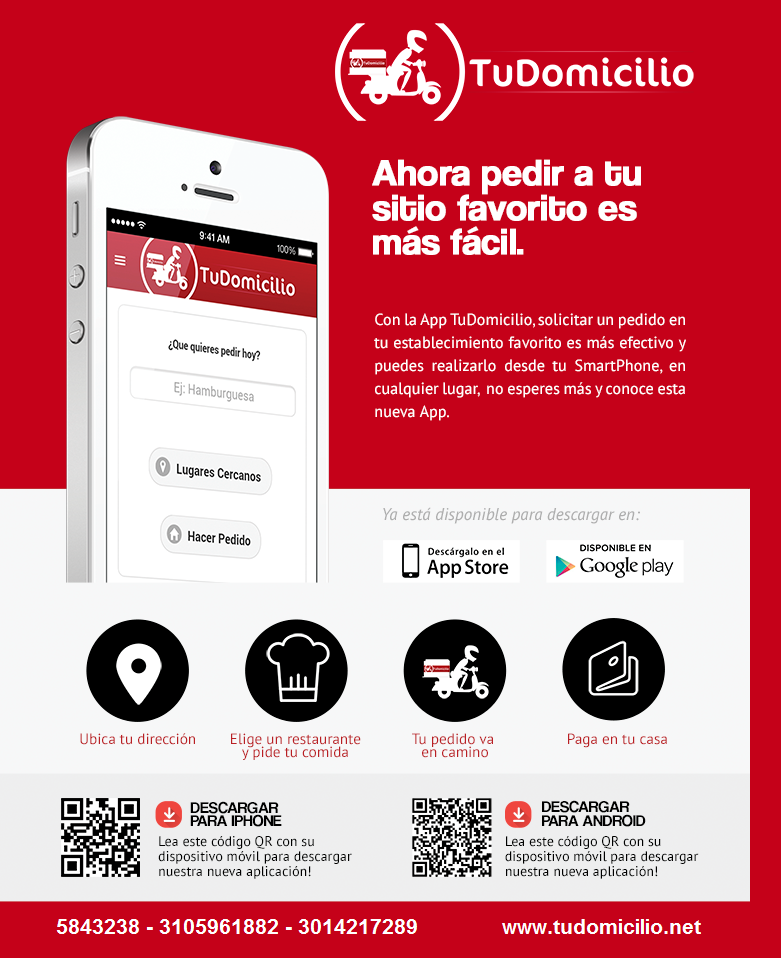 TuDomicilio
Ahora pedir a tu
sitio favorito es
más fácil.
Con la App TuDomicilio, solicitar un pedido en
tu establecimiento favorito es más efectivo y
puedes realizarlo desde tu SmartPhone, en
cualquier lugar, no esperes más y conoce esta
nueva App.
9:41 AM
100%
TuDomicilio
¿Que quieres pedir hoy?
Ej: Hamburguesa
Lugares Cercanos
Hacer Pedido
Ya está disponible para descargar en:
Descárgalo en el
App Store
DISPONIBLE EN
Google play
Ubica tu dirección
Elige un restaurante
y pide tu comida
Tu pedido va
en camino
Paga en tu casa
DESCARGAR
PARA IPHONE
Lea este código QR con su
dispositivo móvil para descargar
nuestra nueva aplicación!
DESCARGAR
PARA ANDROID
Lea este código QR con su
dispositivo móvil para descargar
nuestra nueva aplicación!
5843238 - 3105961882 - 3014217289
www.tudomicilio.net